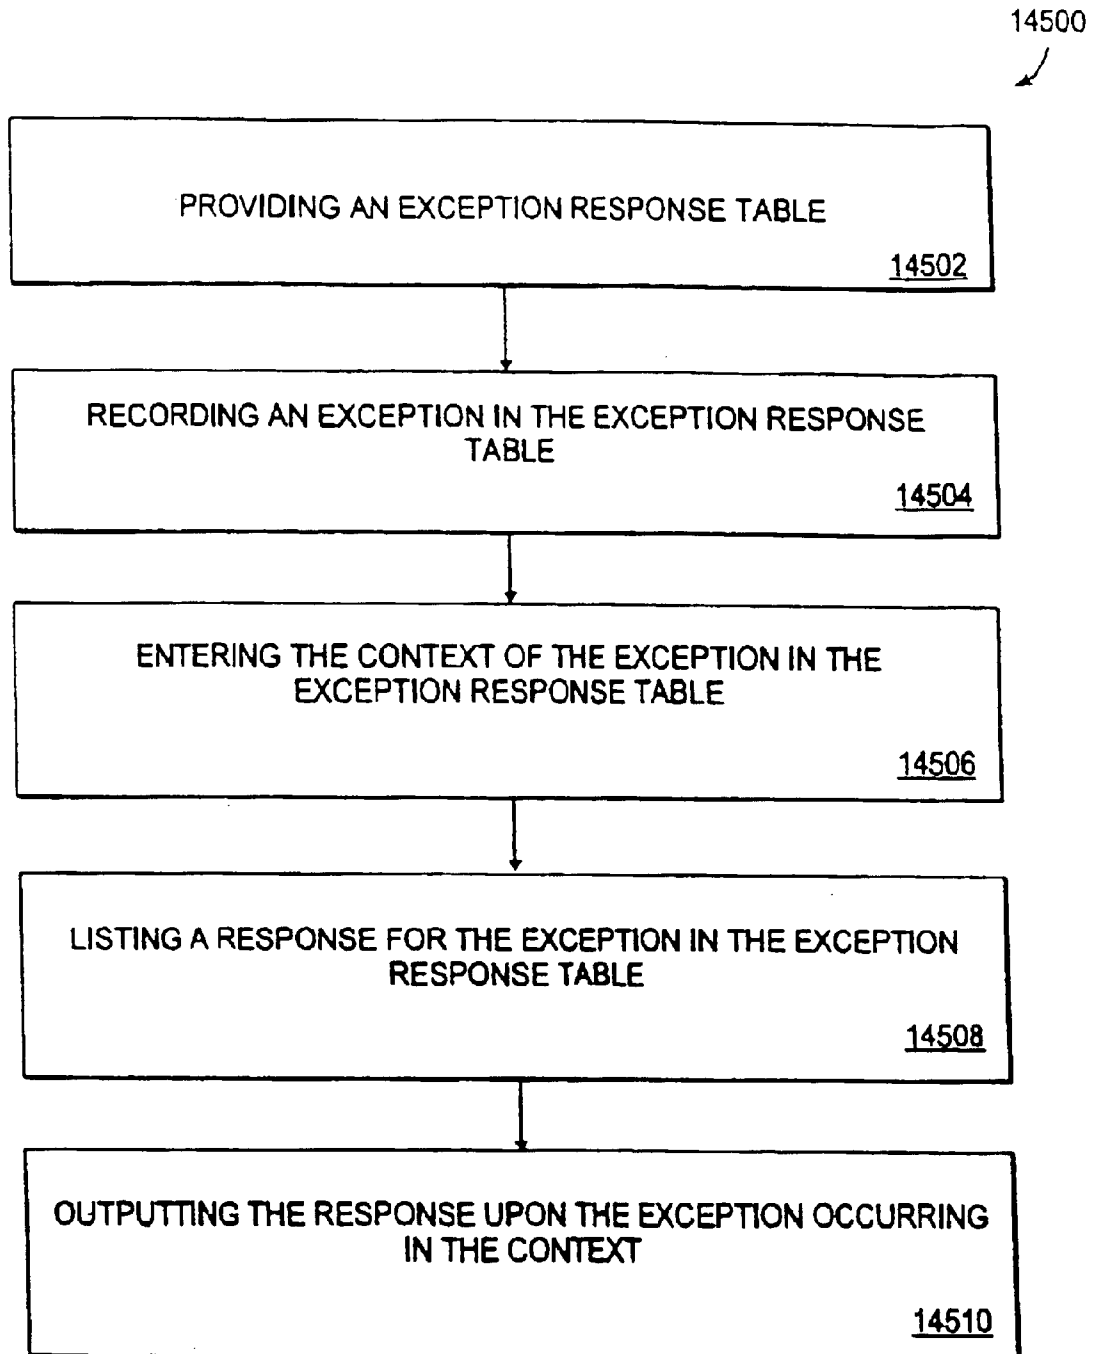 14500
PROVIDING AN EXCEPTION RESPONSE TABLE
14502
RECORDING AN EXCEPTION IN THE EXCEPTION RESPONSE
TABLE
14504
ENTERING THE CONTEXT OF THE EXCEPTION IN THE
EXCEPTION RESPONSE TABLE
14506
LISTING A RESPONSE FOR THE EXCEPTION IN THE EXCEPTION
RESPONSE TABLE
14508
OUTPUTTING THE RESPONSE UPON THE EXCEPTION OCCURRING
IN THE CONTEXT
14510